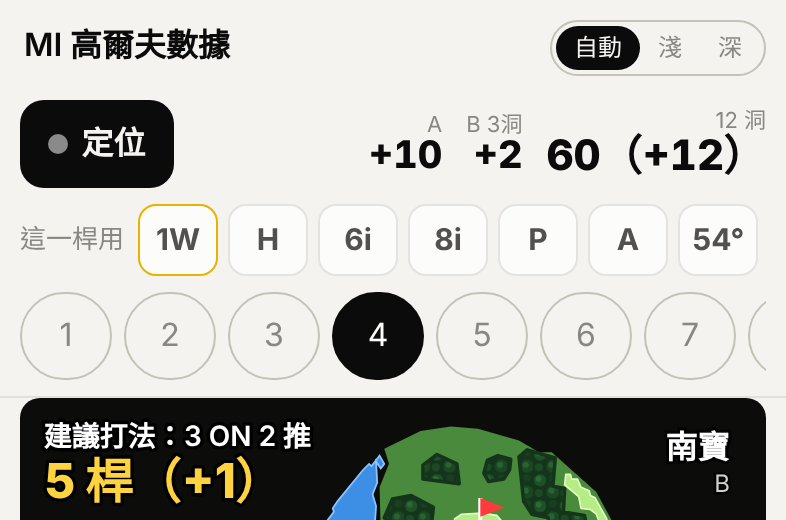 MI 高爾夫數據
自動 淺 深
定位
A B 3洞 12 洞
+10 +2 60（+12）
這一桿用 1W H 6i 8i P A 54°
1 2 3 4 5 6 7
建議打法：3 ON 2 推
5 桿（+1）
南寶
B